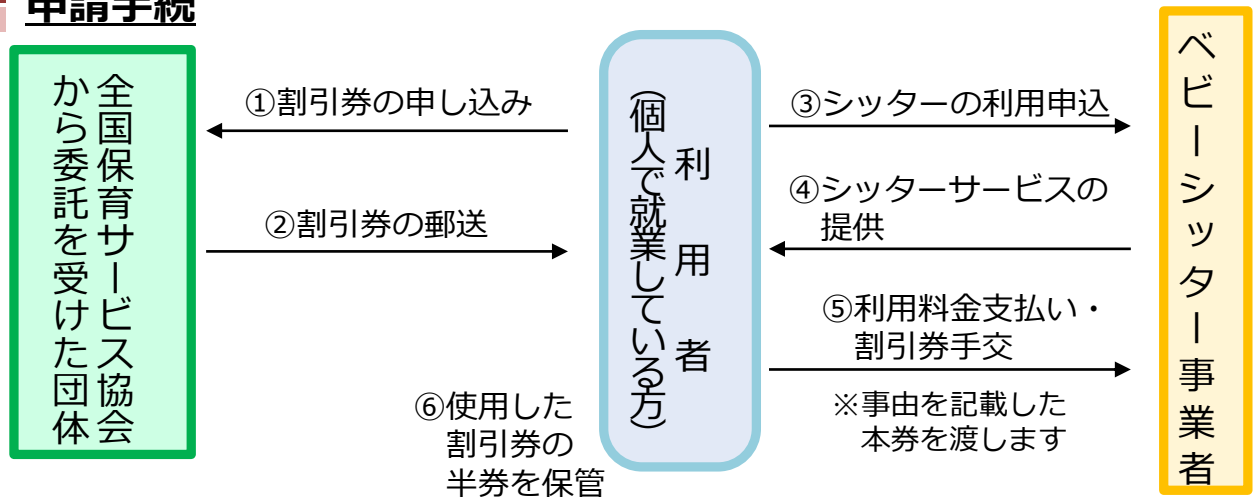 申請手続
全国保育サービス協会
から委託を受けた団体
①割引券の申し込み
②割引券の郵送
利用者
(個人で就業している方)
⑥使用した
割引券の
半券を保管
③シッターの利用申込
④シッターサービスの
提供
⑤利用料金支払い・
割引券手交
※事由を記載した
本券を渡します
ベビーシッター事業者